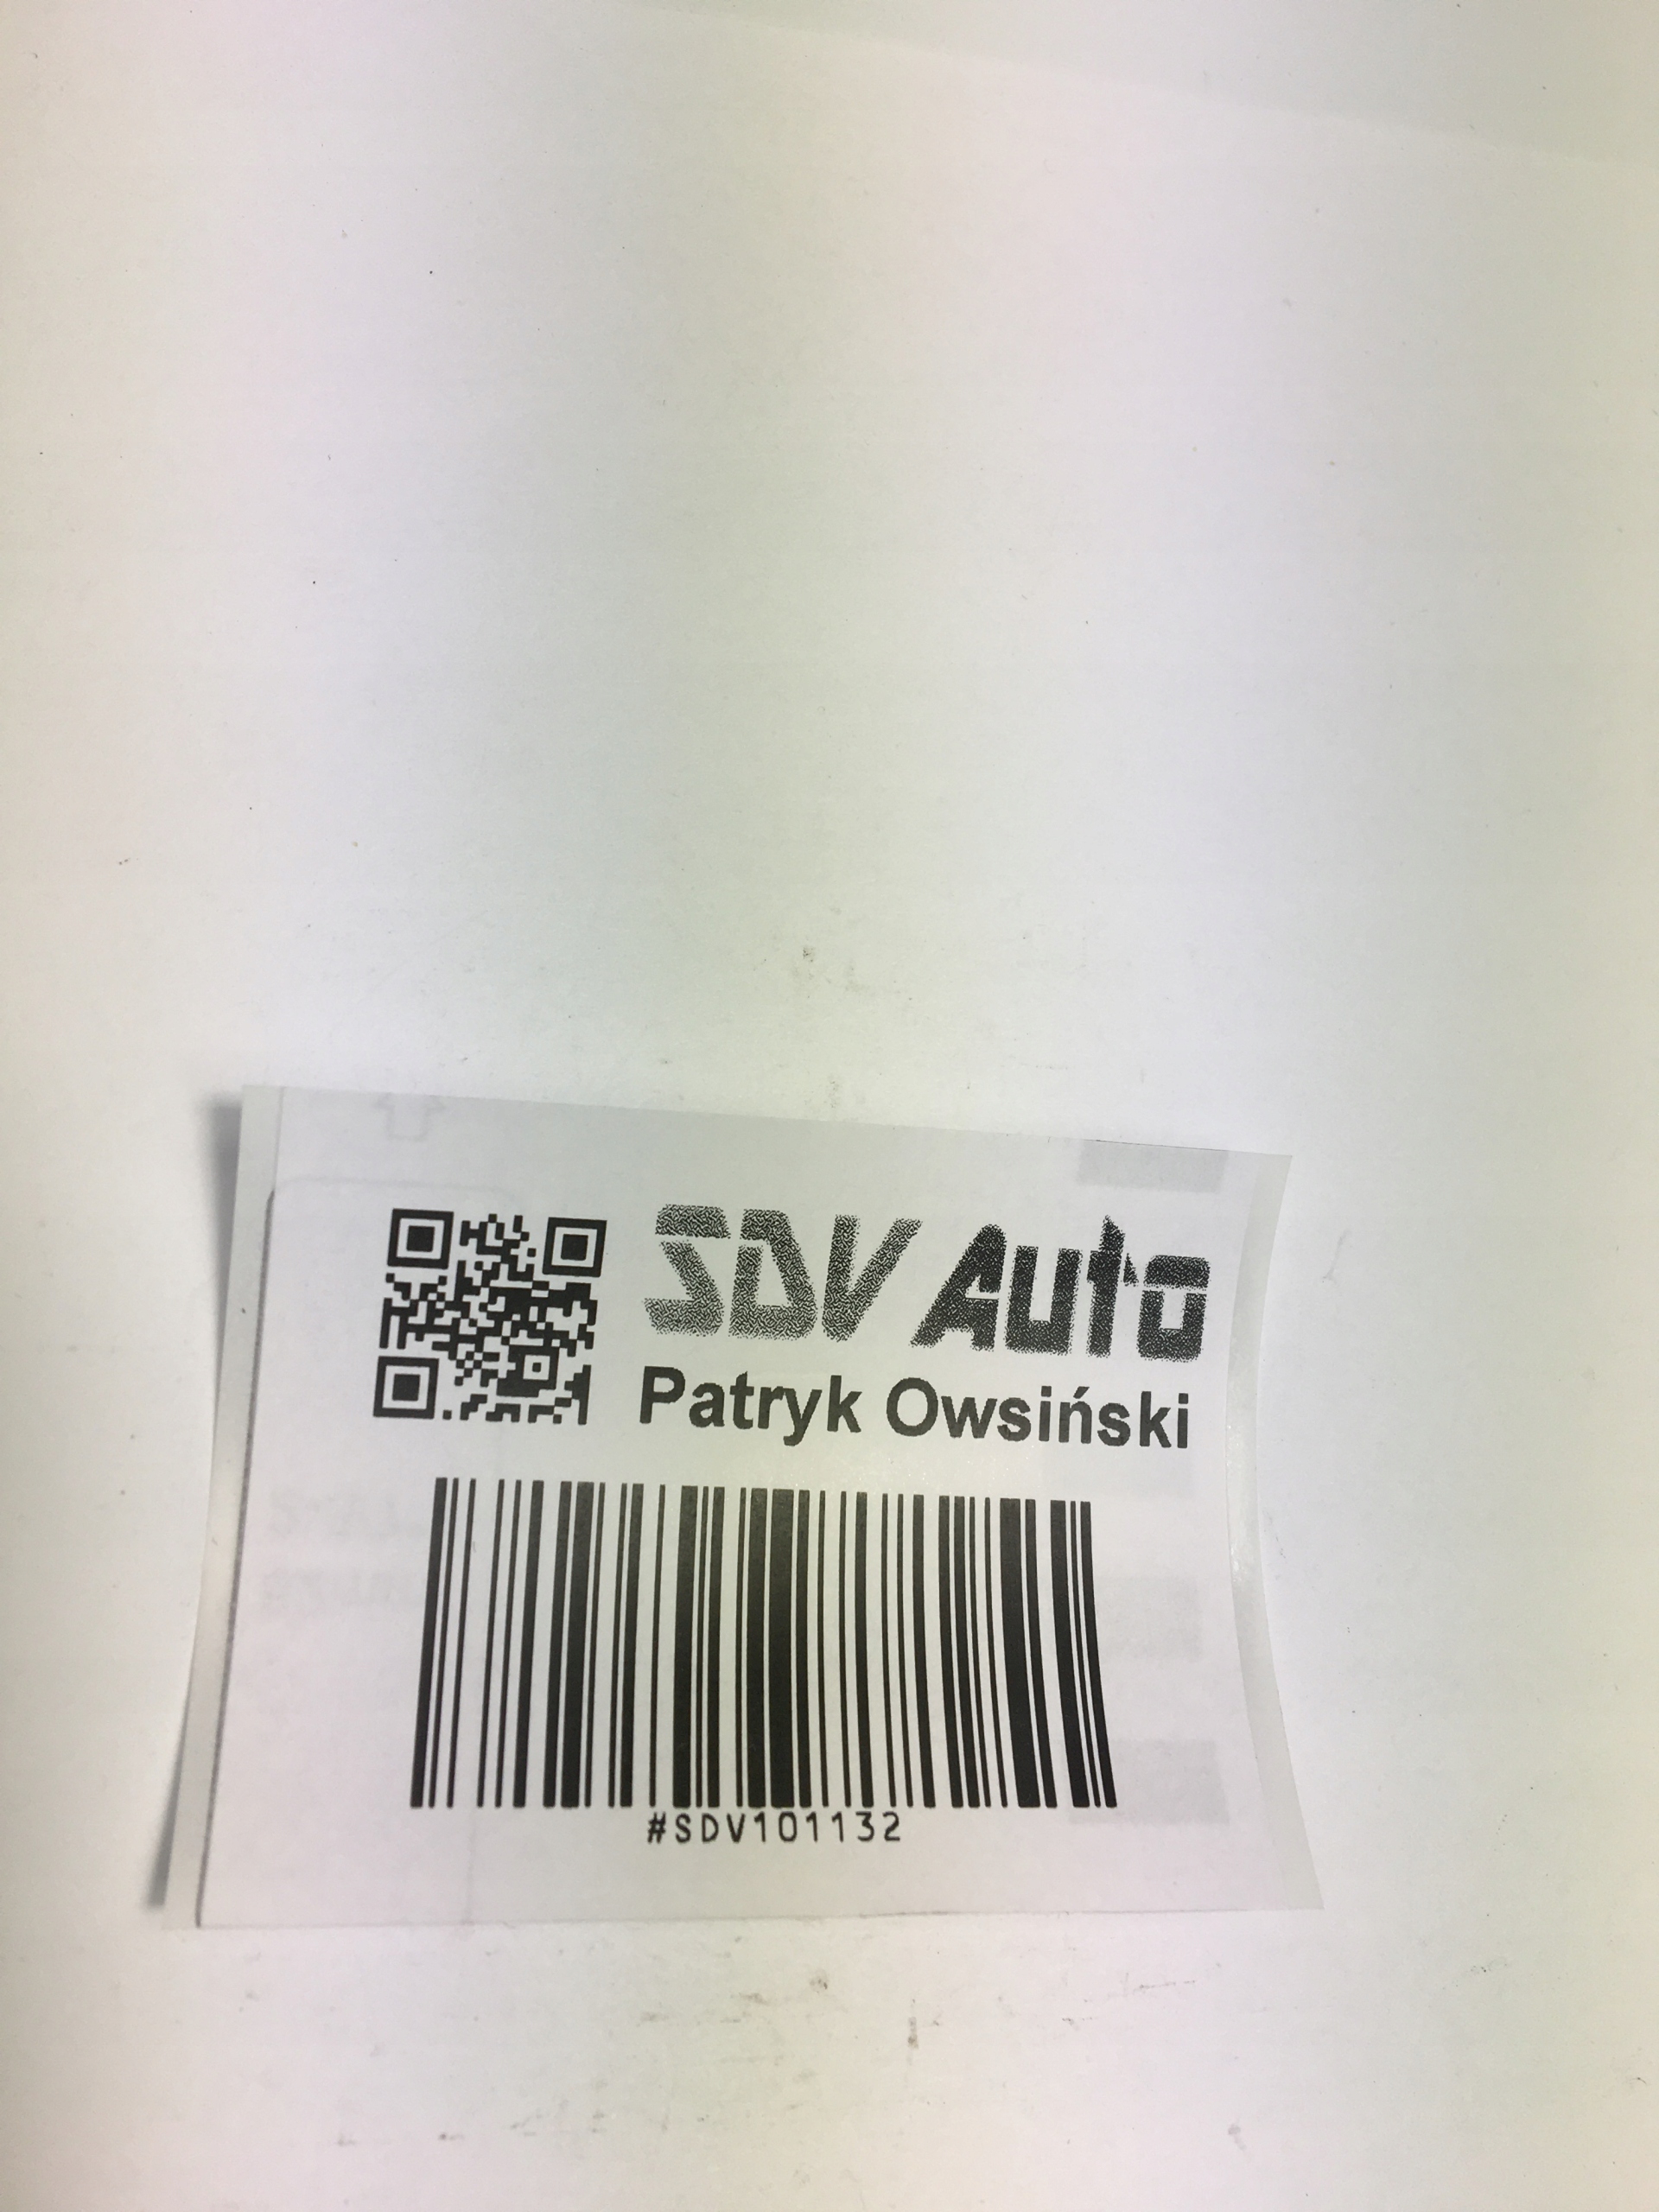 SDV Auto
Patryk Owsiński
#SDV101132